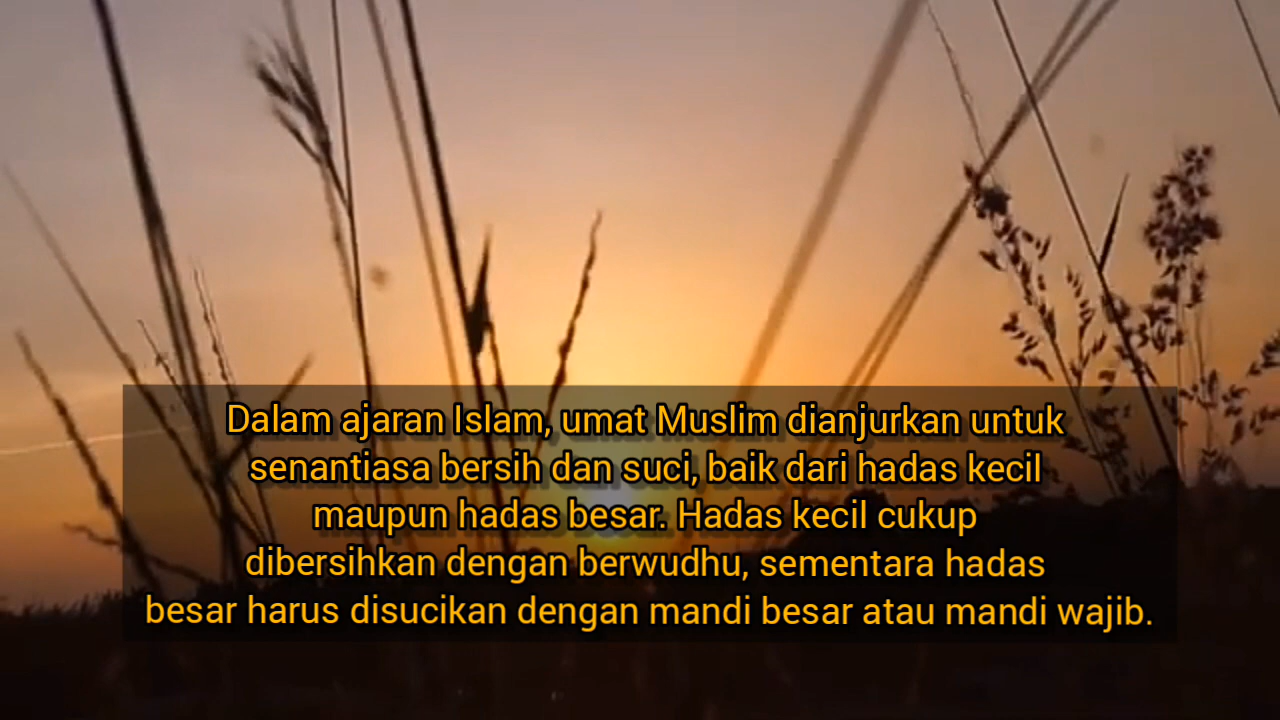 Dalam ajaran Islam, umat Muslim dianjurkan untuk
senantiasa bersih dan suci, baik dari hadas kecil
maupun hadas besar. Hadas kecil cukup
dibersihkan dengan berwudhu, sementara hadas
besar harus disucikan dengan mandi besar atau mandi wajib.